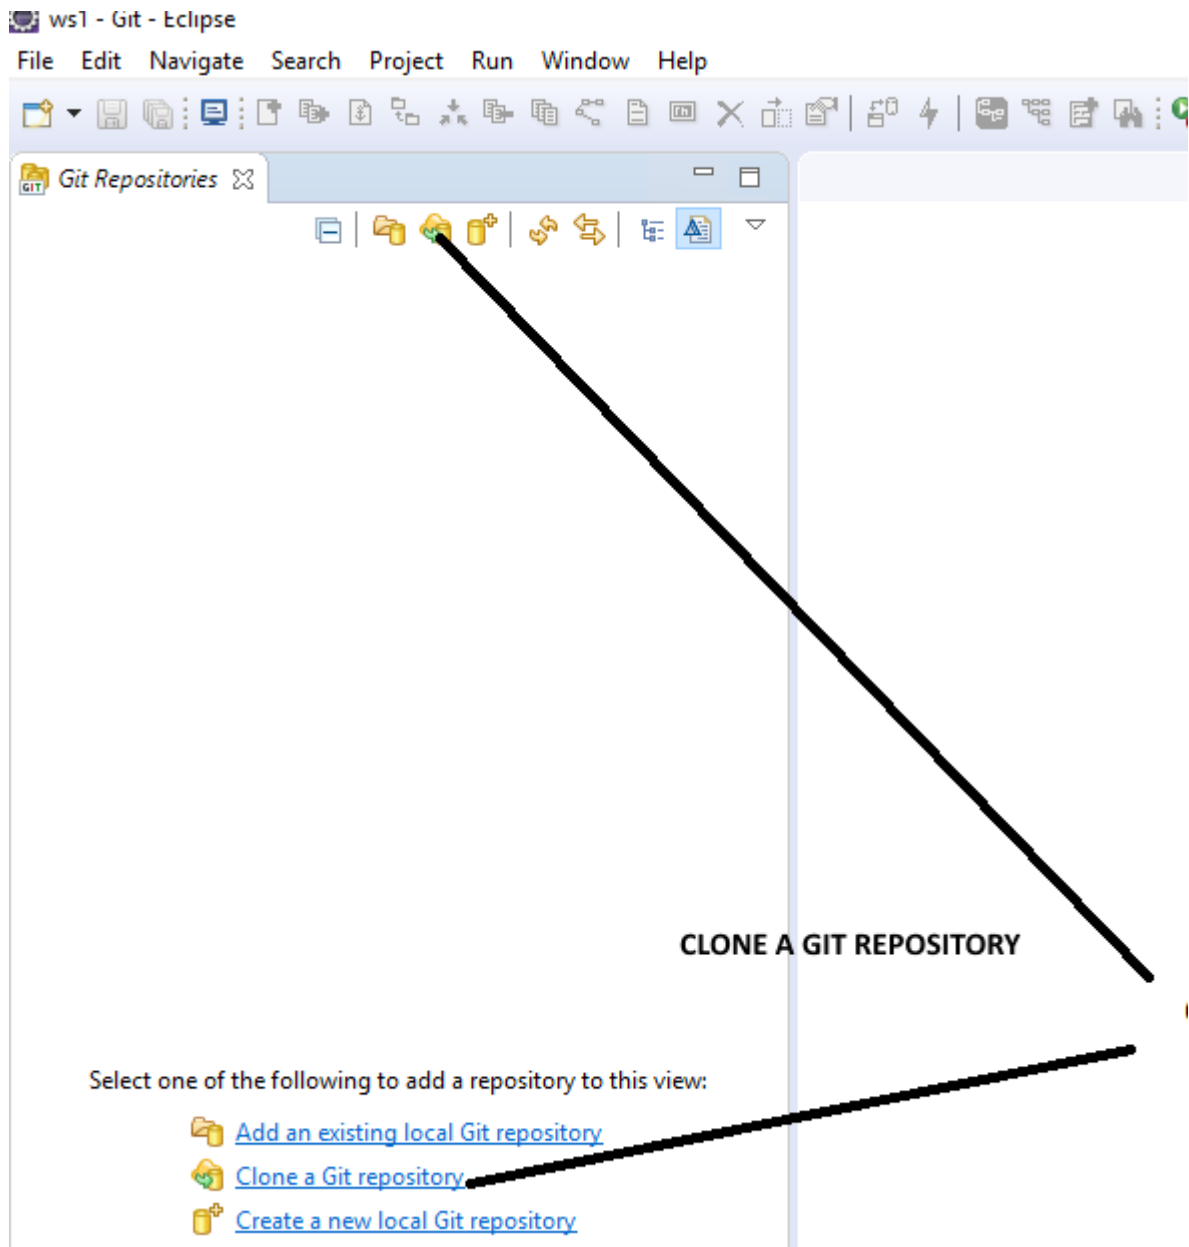 ws1 - Git - Eclipse
File Edit Navigate Search Project Run Window Help
GIT Git Repositories
CLONE A GIT REPOSITORY
Select one of the following to add a repository to this view:
Add an existing local Git repository
Clone a Git repository
Create a new local Git repository